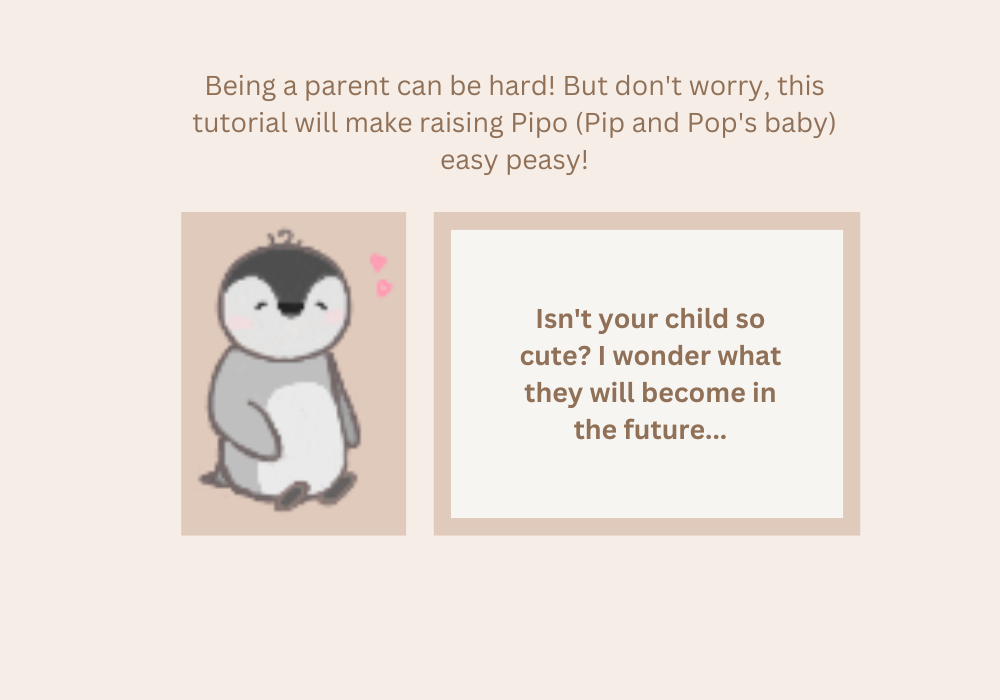 Being a parent can be hard! But don't worry, this
tutorial will make raising Pipo (Pip and Pop's baby)
easy peasy!
Isn't your child so
cute? I wonder what
they will become in
the future...